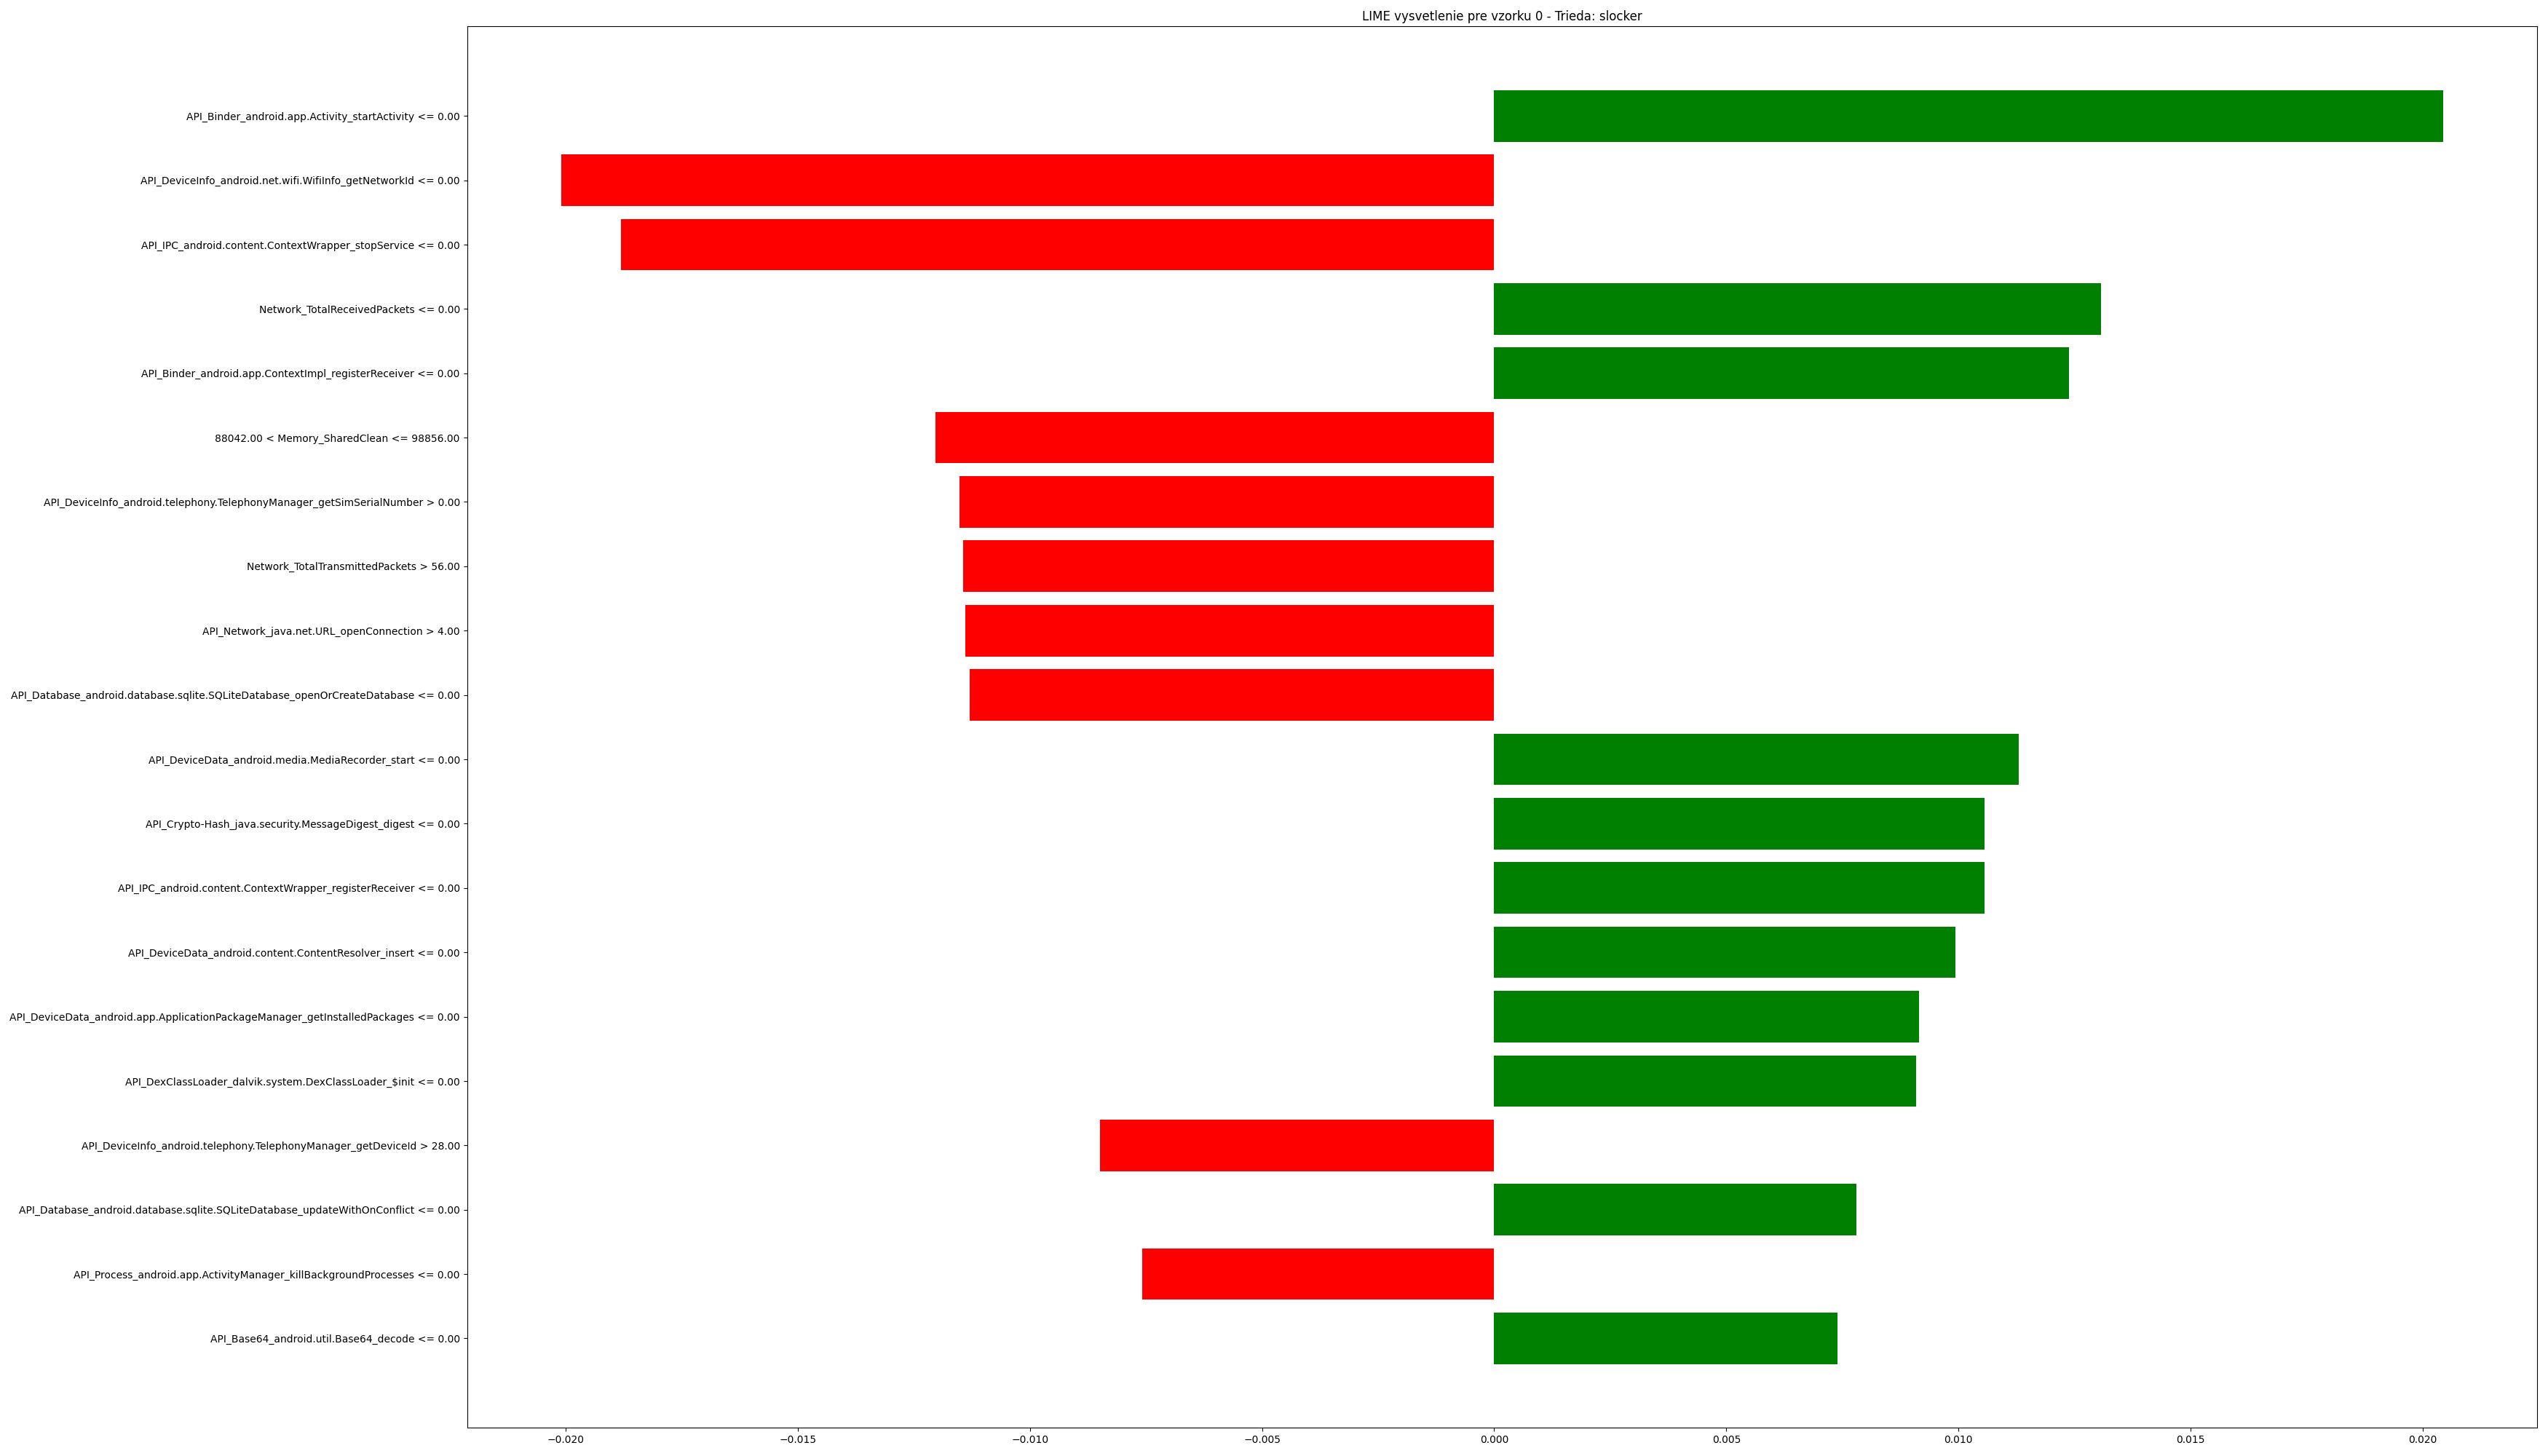 LIME vysvetlenie pre vzorku 0 - Trieda: slocker
API_Binder_android.app.Activity_startActivity <= 0.00
API_DeviceInfo_android.net.wifi.WifiInfo_getNetworkId <= 0.00
API_IPC_android.content.ContextWrapper_stopService <= 0.00
Network_TotalReceivedPackets <= 0.00
API_Binder_android.app.ContextImpl_registerReceiver <= 0.00
88042.00 < Memory_SharedClean <= 98856.00
API_DeviceInfo_android.telephony.TelephonyManager_getSimSerialNumber > 0.00
Network_TotalTransmittedPackets > 56.00
API_Network_java.net.URL_openConnection > 4.00
API_Database_android.database.sqlite.SQLiteDatabase_openOrCreateDatabase <= 0.00
API_DeviceData_android.media.MediaRecorder_start <= 0.00
API_Crypto-Hash_java.security.MessageDigest_digest <= 0.00
API_IPC_android.content.ContextWrapper_registerReceiver <= 0.00
API_DeviceData_android.content.ContentResolver_insert <= 0.00
API_DeviceData_android.app.ApplicationPackageManager_getInstalledPackages <= 0.00
API_DexClassLoader_dalvik.system.DexClassLoader_$init <= 0.00
API_DeviceInfo_android.telephony.TelephonyManager_getDeviceId > 28.00
API_Database_android.database.sqlite.SQLiteDatabase_updateWithOnConflict <= 0.00
API_Process_android.app.ActivityManager_killBackgroundProcesses <= 0.00
API_Base64_android.util.Base64_decode <= 0.00
−0.020 −0.015 −0.010 −0.005 0.000 0.005 0.010 0.015 0.020